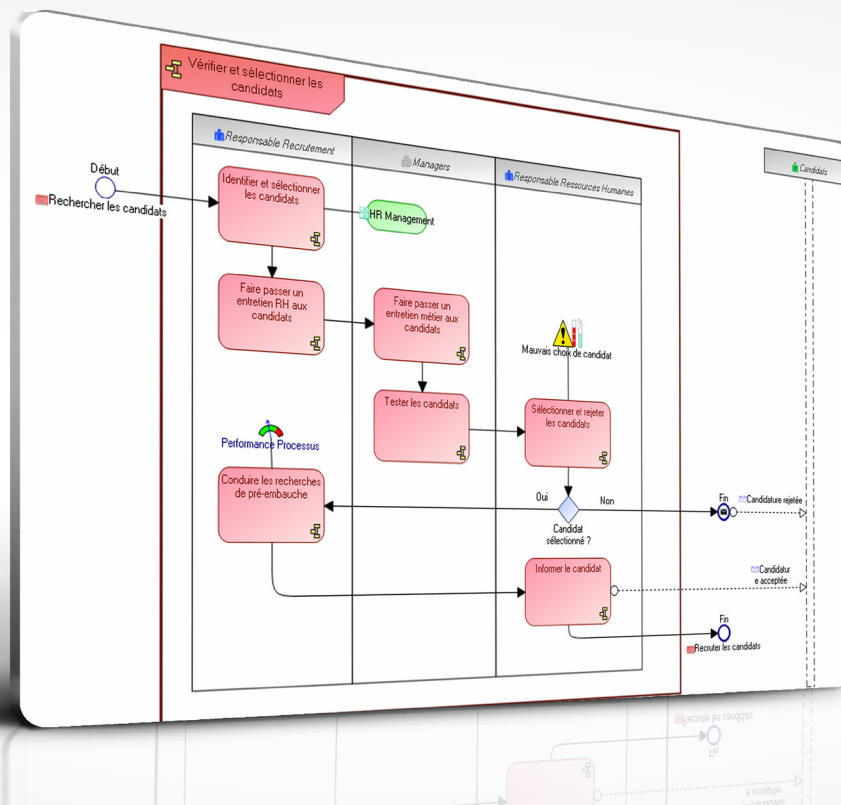 Vérifier et sélectionner les
candidats
Responsable Recrutement
Managers
Responsable Ressources Humaines
Candidats
Début
Rechercher les candidats
Identifier et sélectionner
les candidats
HR Management
Faire passer un
entretien RH aux
candidats
Faire passer un
entretien métier aux
candidats
Mauvais choix de candidat
Tester les candidats
Sélectionner et rejeter
les candidats
Performance Processus
Conduire les recherches
de pré-embauche
Oui
Non
Candidat
sélectionné ?
Fin
Candidature rejetée
Informer le candidat
Candidatur
e acceptée
Fin
Recruter les candidats